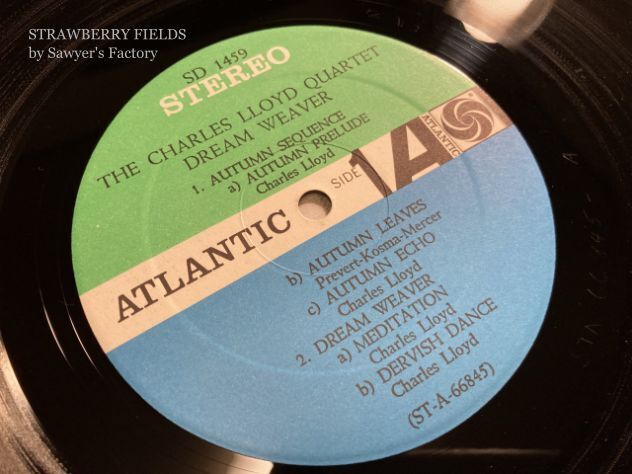 STRAWBERRY FIELDS
by Sawyer's Factory
SD 1459
STEREO
THE CHARLES LLOYD QUARTET
DREAM WEAVER
1. AUTUMN SEQUENCE
a) AUTUMN PRELUDE
Charles Lloyd
ATLANTIC
SIDE 1A
ATLANTIC
b) AUTUMN LEAVES
Prevert-Kosma-Mercer
c) AUTUMN ECHO
Charles Lloyd
2. DREAM WEAVER
a) MEDITATION
Charles Lloyd
b) DERVISH DANCE
Charles Lloyd
(ST-A-66845)
A